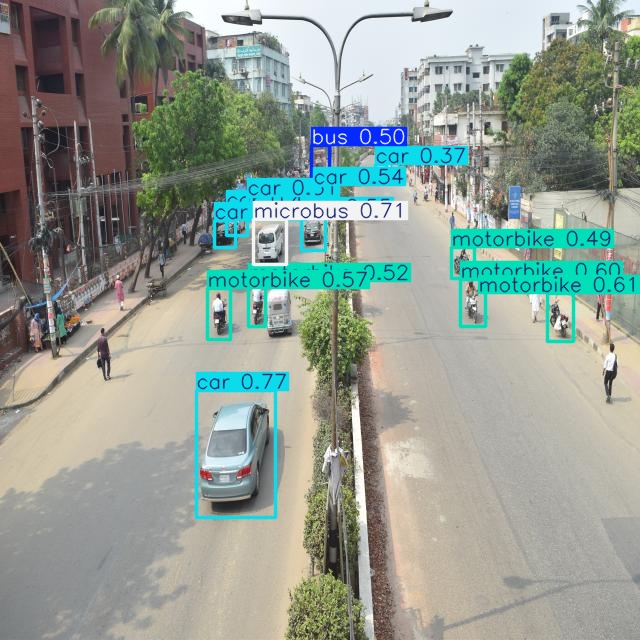 bus 0.50
car 0.37
car 0.54
car 0.51
car
microbus 0.71
motorbike 0.49
0.52
motorbike 0.57
motorbike 0.60
motorbike 0.61
car 0.77